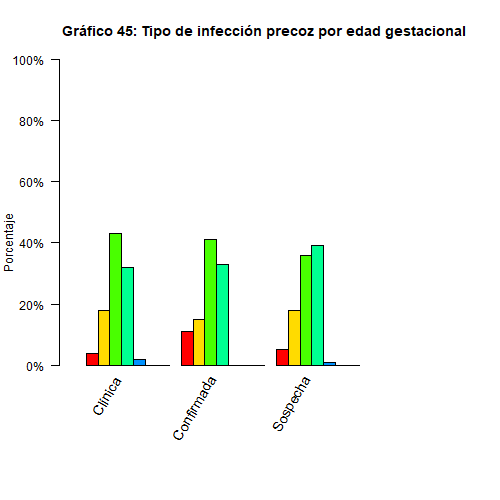 Gráfico 45: Tipo de infección precoz por edad gestacional
100%
80%
60%
40%
20%
0%
Porcentaje
Clínica
Confirmada
Sospecha